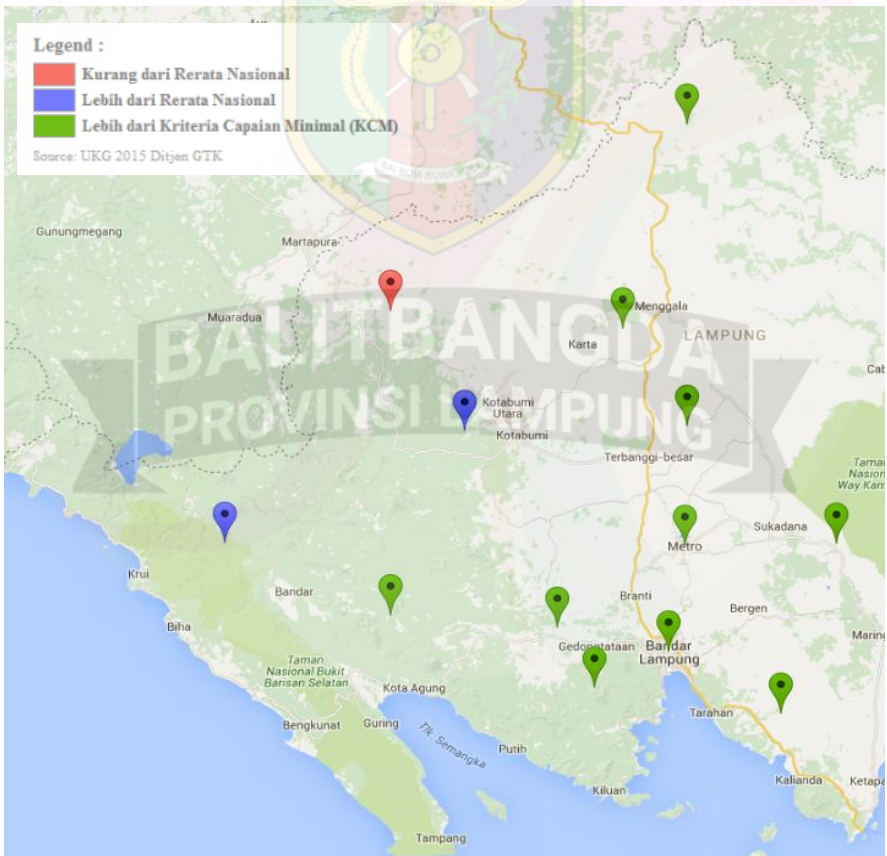 Legend :
Kurang dari Rerata Nasional
Lebih dari Rerata Nasional
Lebih dari Kriteria Capaian Minimal (KCM)
Source: UKG 2015 Ditjen GTK
Gunungmegang
Martapura
Muaradua
Menggala
Karta
LAMPUNG
BALITBANGDA
PROVINSI LAMPUNG
Kotabumi
Utara
Kotabumi
Terbanggi-besar
Taman
Nasional
Way Kam
Sukadana
Metro
Krui
Bandar
Branti
Bergen
Biha
Gedongtataan
Bandar
Lampung
Maring
Taman
Nasional Bukit
Barisan Selatan
Kota Agung
Tarahan
Bengkunat
Guring
Tlk. Semangka
Putih
Kiluan
Kalianda
Ketapa
Tampang